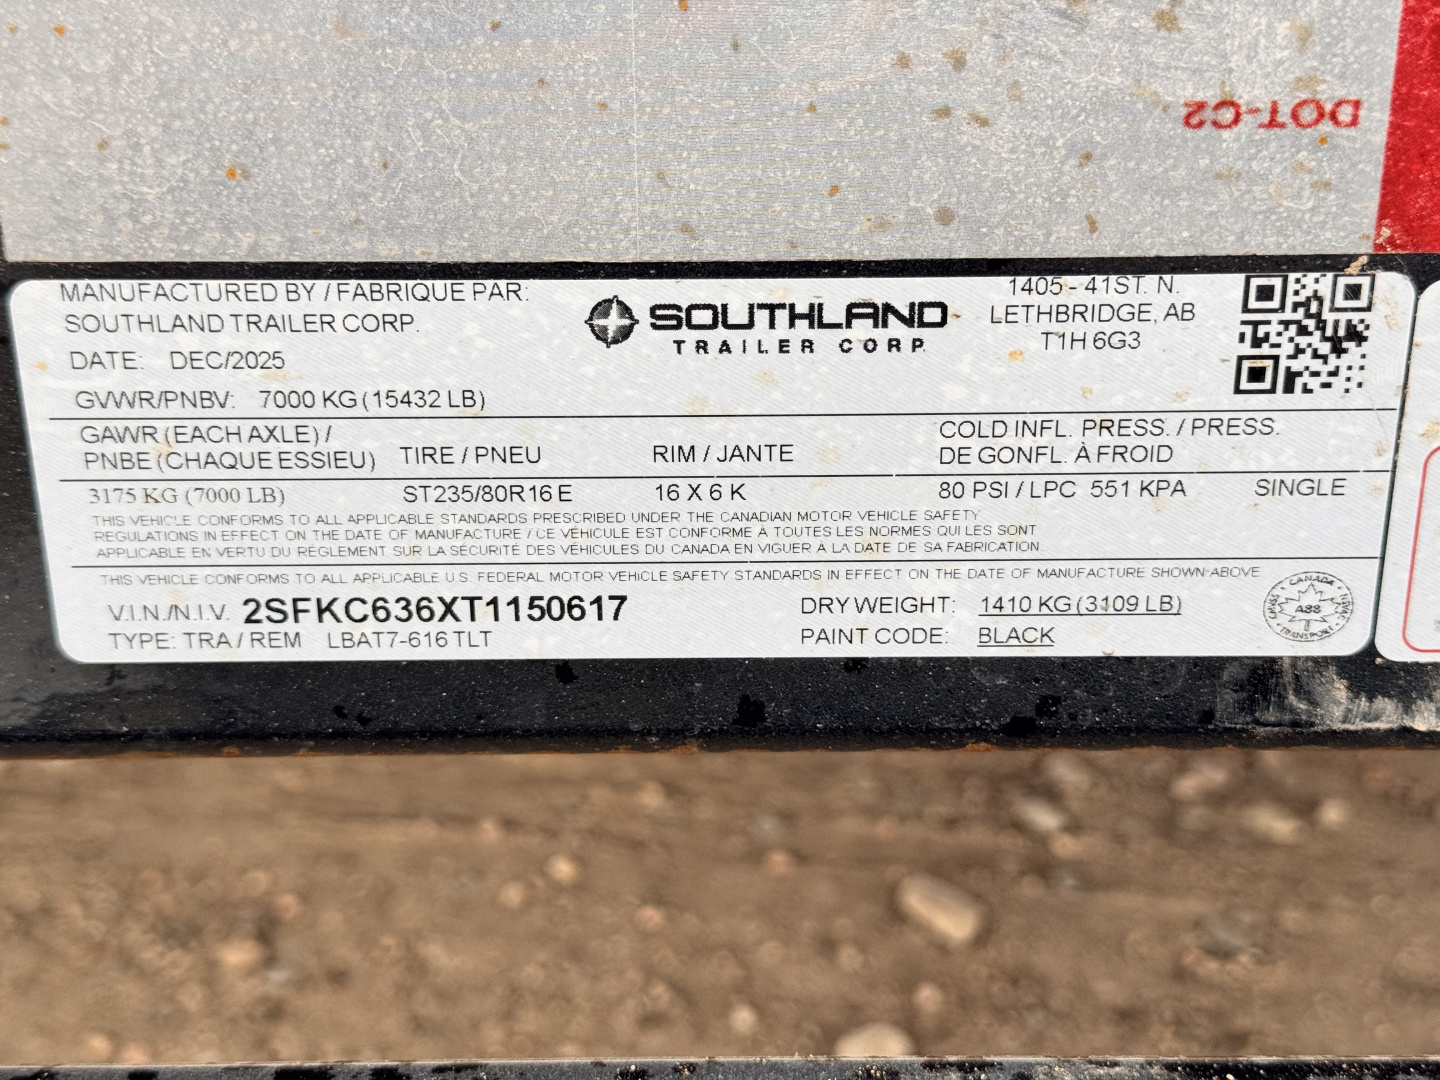 DOT-C2
MANUFACTURED BY / FABRIQUE PAR:
SOUTHLAND TRAILER CORP.
DATE: DEC/2025
GVWR/PNBV: 7000 KG (15432 LB)
SOUTHLAND
TRAILER CORP.
1405 - 41ST. N.
LETHBRIDGE, AB
T1H 6G3
GAWR (EACH AXLE) /
PNBE (CHAQUE ESSIEU)
TIRE / PNEU
RIM / JANTE
COLD INFL. PRESS. / PRESS.
DE GONFL. À FROID
3175 KG (7000 LB) ST235/80R16 E 16 X 6 K 80 PSI / LPC 551 KPA SINGLE
THIS VEHICLE CONFORMS TO ALL APPLICABLE STANDARDS PRESCRIBED UNDER THE CANADIAN MOTOR VEHICLE SAFETY
REGULATIONS IN EFFECT ON THE DATE OF MANUFACTURE / CE VÉHICULE EST CONFORME À TOUTES LES NORMES QUI LES SONT
APPLICABLE EN VERTU DU RÈGLEMENT SUR LA SÉCURITÉ DES VÉHICULES DU CANADA EN VIGUER À LA DATE DE SA FABRICATION
THIS VEHICLE CONFORMS TO ALL APPLICABLE U.S. FEDERAL MOTOR VEHICLE SAFETY STANDARDS IN EFFECT ON THE DATE OF MANUFACTURE SHOWN ABOVE
V.I.N./N.I.V. 2SFKC636XT1150617
TYPE: TRA / REM LBAT7-616 TLT
DRY WEIGHT: 1410 KG (3109 LB)
PAINT CODE: BLACK
CANADA
A88
TRANSPORT